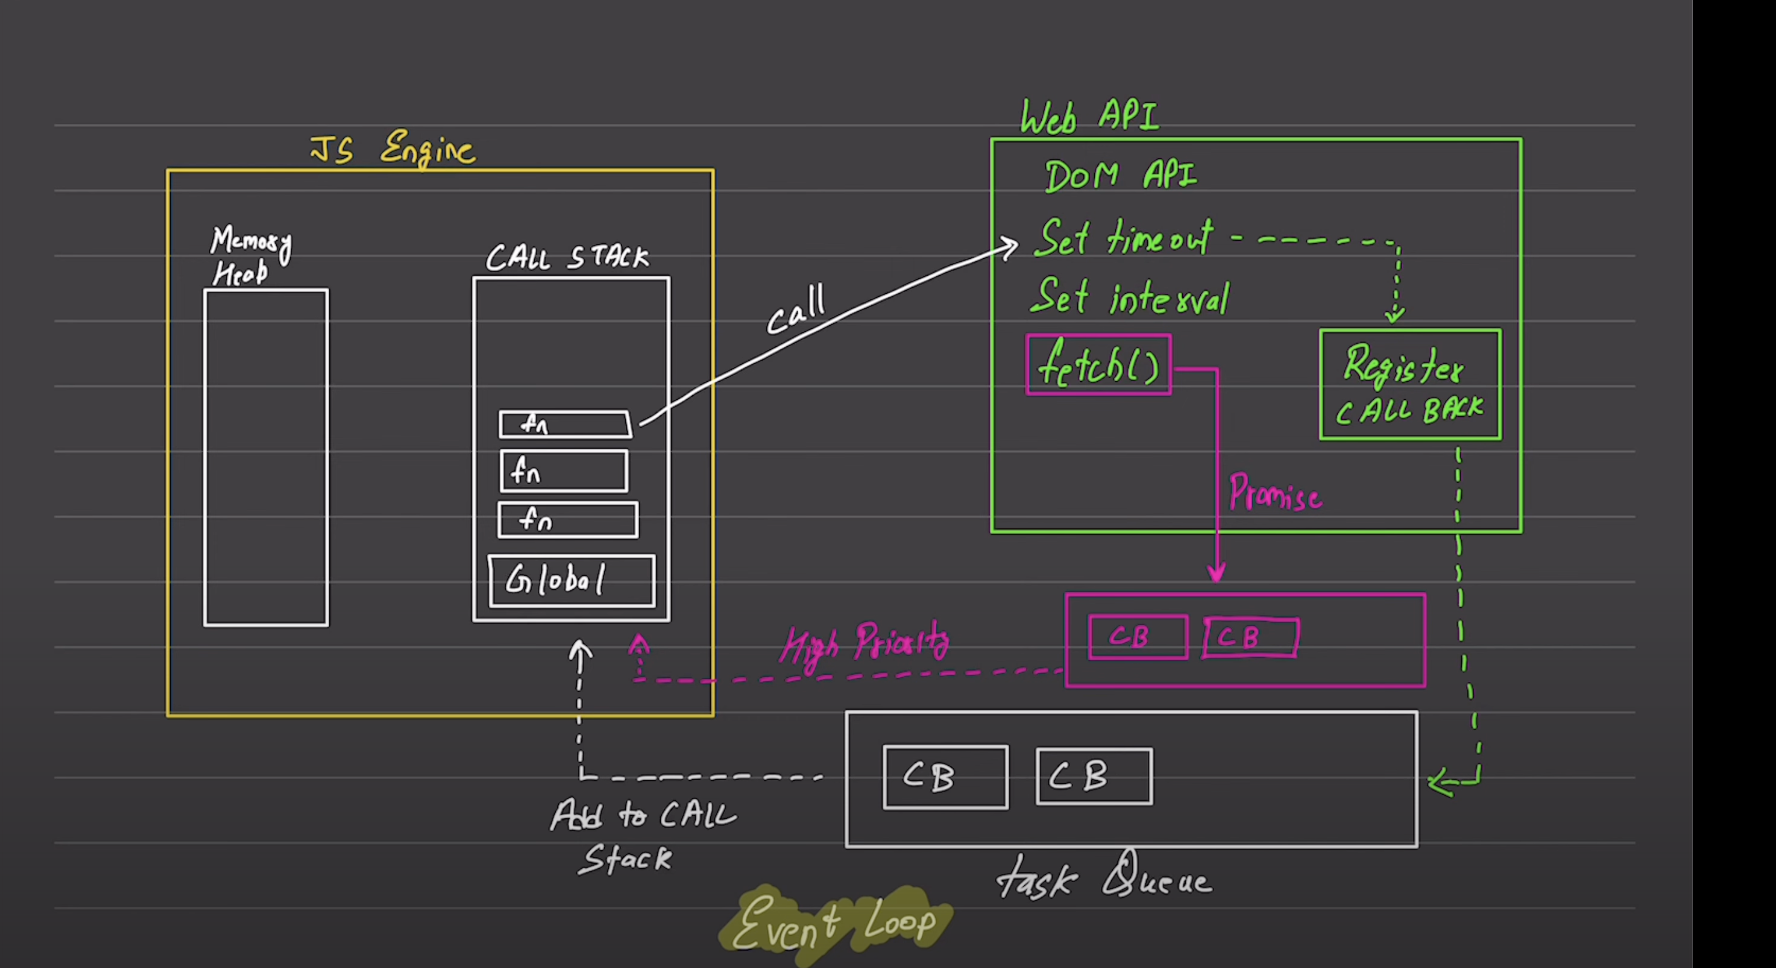 JS Engine
Memory
Heap
CALL STACK
fn
fn
fn
Global
call
Web API
DOM API
Set timeout
Set interval
fetch()
Register
CALL BACK
Promise
High Priority
CB CB
CB CB
Add to CALL
Stack
task Queue
Event Loop